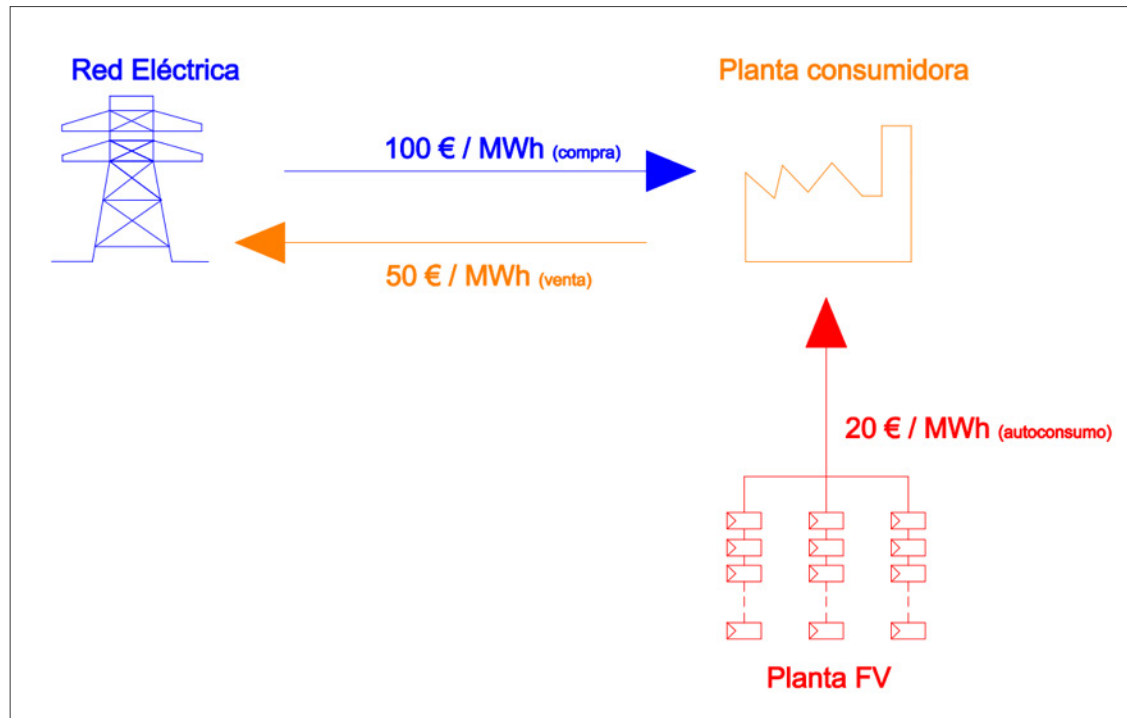 Red Eléctrica
Planta consumidora
100 € / MWh (compra)
50 € / MWh (venta)
20 € / MWh (autoconsumo)
Planta FV